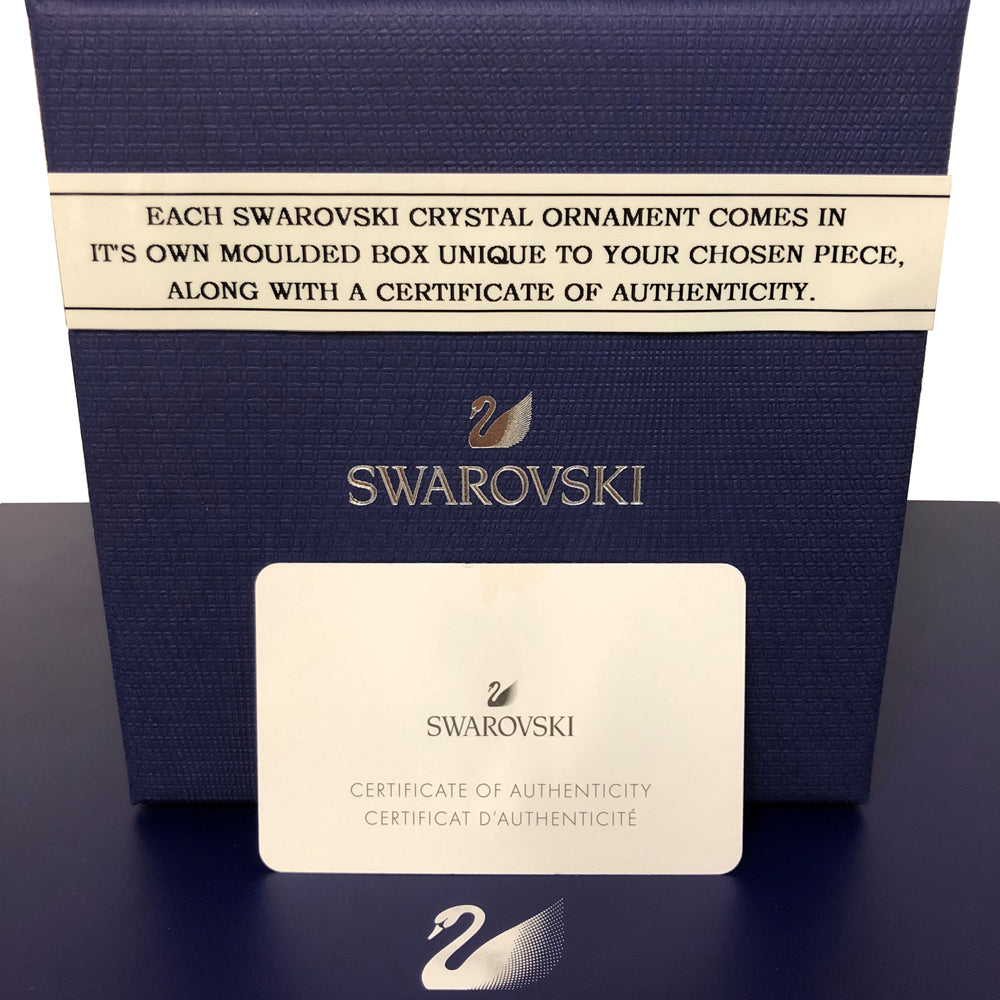 EACH SWAROVSKI CRYSTAL ORNAMENT COMES IN
IT'S OWN MOULDED BOX UNIQUE TO YOUR CHOSEN PIECE,
ALONG WITH A CERTIFICATE OF AUTHENTICITY.
SWAROVSKI
SWAROVSKI
CERTIFICATE OF AUTHENTICITY
CERTIFICAT D'AUTHENTICITÉ